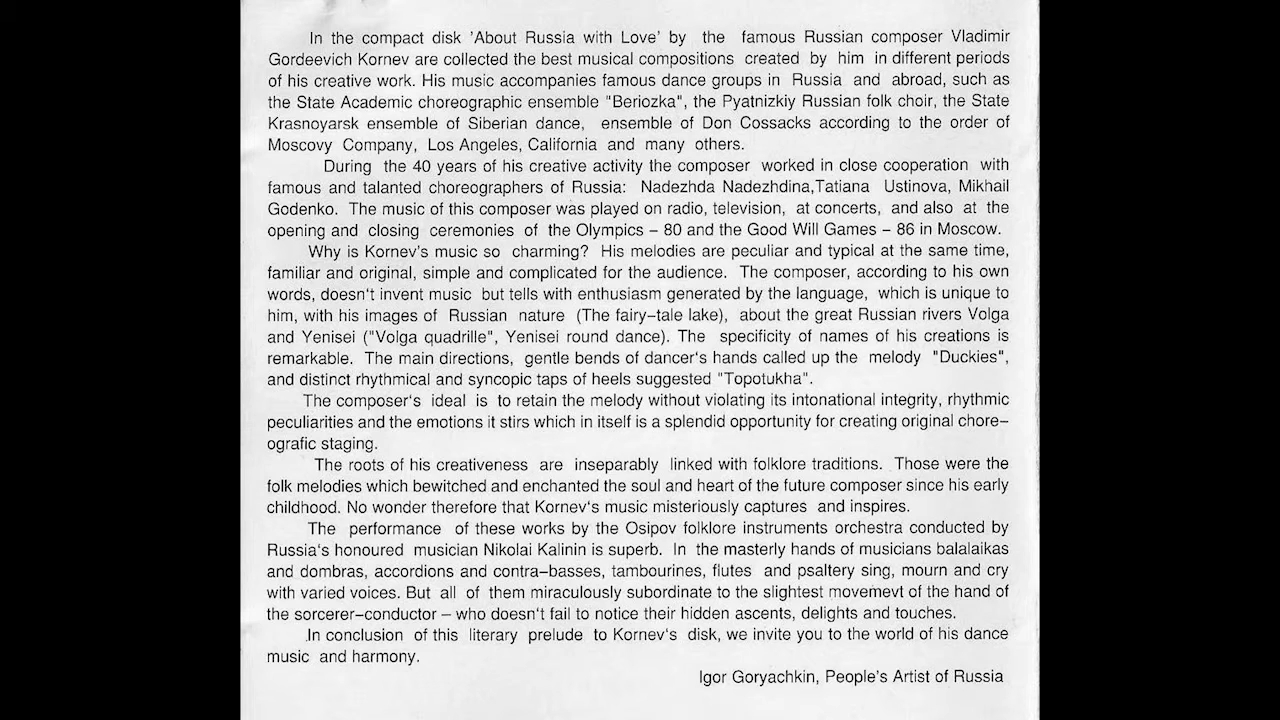 In the compact disk 'About Russia with Love' by the famous Russian composer Vladimir
Gordeevich Kornev are collected the best musical compositions created by him in different periods
of his creative work. His music accompanies famous dance groups in Russia and abroad, such as
the State Academic choreographic ensemble "Beriozka", the Pyatnizkiy Russian folk choir, the State
Krasnoyarsk ensemble of Siberian dance, ensemble of Don Cossacks according to the order of
Moscovy Company, Los Angeles, California and many others.
During the 40 years of his creative activity the composer worked in close cooperation with
famous and talanted choreographers of Russia: Nadezhda Nadezhdina,Tatiana Ustinova, Mikhail
Godenko. The music of this composer was played on radio, television, at concerts, and also at the
opening and closing ceremonies of the Olympics – 80 and the Good Will Games – 86 in Moscow.
Why is Kornev's music so charming? His melodies are peculiar and typical at the same time,
familiar and original, simple and complicated for the audience. The composer, according to his own
words, doesn't invent music but tells with enthusiasm generated by the language, which is unique to
him, with his images of Russian nature (The fairy–tale lake), about the great Russian rivers Volga
and Yenisei ("Volga quadrille", Yenisei round dance). The specificity of names of his creations is
remarkable. The main directions, gentle bends of dancer's hands called up the melody "Duckies",
and distinct rhythmical and syncopic taps of heels suggested "Topotukha".
The composer's ideal is to retain the melody without violating its intonational integrity, rhythmic
peculiarities and the emotions it stirs which in itself is a splendid opportunity for creating original chore–
ografic staging.
The roots of his creativeness are inseparably linked with folklore traditions. Those were the
folk melodies which bewitched and enchanted the soul and heart of the future composer since his early
childhood. No wonder therefore that Kornev's music misteriously captures and inspires.
The performance of these works by the Osipov folklore instruments orchestra conducted by
Russia's honoured musician Nikolai Kalinin is superb. In the masterly hands of musicians balalaikas
and dombras, accordions and contra–basses, tambourines, flutes and psaltery sing, mourn and cry
with varied voices. But all of them miraculously subordinate to the slightest movemevt of the hand of
the sorcerer–conductor – who doesn't fail to notice their hidden ascents, delights and touches.
In conclusion of this literary prelude to Kornev's disk, we invite you to the world of his dance
music and harmony.
Igor Goryachkin, People's Artist of Russia